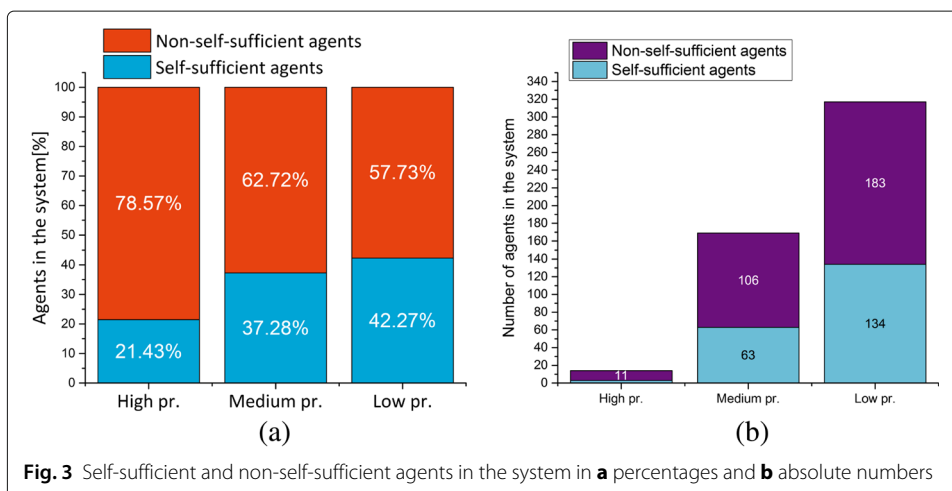 Non-self-sufficient agents
Self-sufficient agents
Agents in the system[%]
100
90
80
70
60
50
40
30
20
10
0
78.57%
62.72%
57.73%
21.43%
37.28%
42.27%
High pr.
Medium pr.
Low pr.
(a)
Non-self-sufficient agents
Self-sufficient agents
Number of agents in the system
340
320
300
280
260
240
220
200
180
160
140
120
100
80
60
40
20
0
11
106
63
183
134
High pr.
Medium pr.
Low pr.
(b)
Fig. 3 Self-sufficient and non-self-sufficient agents in the system in a percentages and b absolute numbers